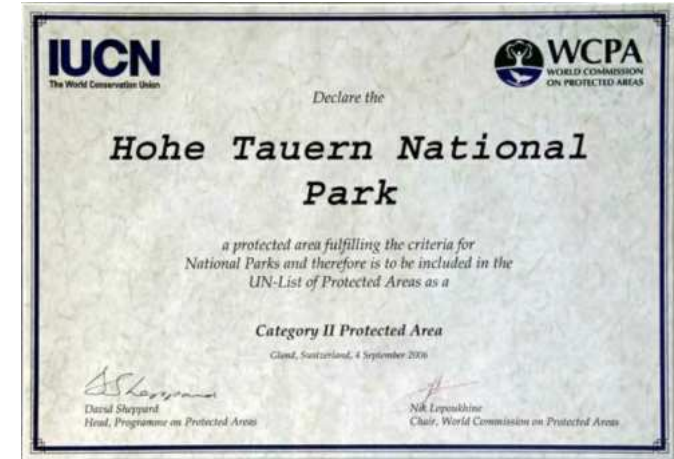 IUCN
The World Conservation Union
WCPA
WORLD COMMISSION
ON PROTECTED AREAS
Declare the
Hohe Tauern National
Park
a protected area fulfilling the criteria for
National Parks and therefore is to be included in the
UN-List of Protected Areas as a
Category II Protected Area
Gland, Switzerland, 4 September 2006
David Sheppard
Head, Programme on Protected Areas
Nik Lopoukhine
Chair, World Commission on Protected Areas